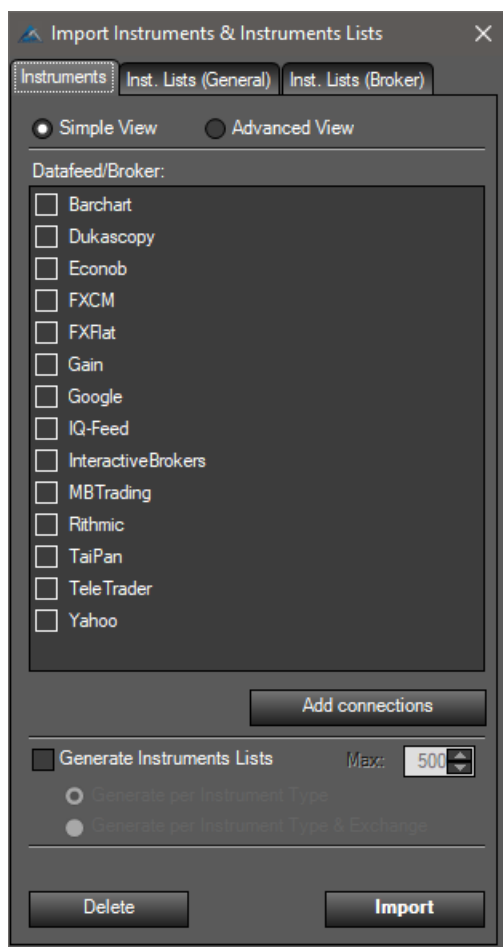 Import Instruments & Instruments Lists
Instruments Inst. Lists (General) Inst. Lists (Broker)
Simple View Advanced View
Datafeed/Broker:
Barchart
Dukascopy
Econob
FXCM
FXFlat
Gain
Google
IQ-Feed
InteractiveBrokers
MBTrading
Rithmic
TaiPan
TeleTrader
Yahoo
Add connections
Generate Instruments Lists Max: 500
Generate per Instrument Type
Generate per Instrument Type & Exchange
Delete Import